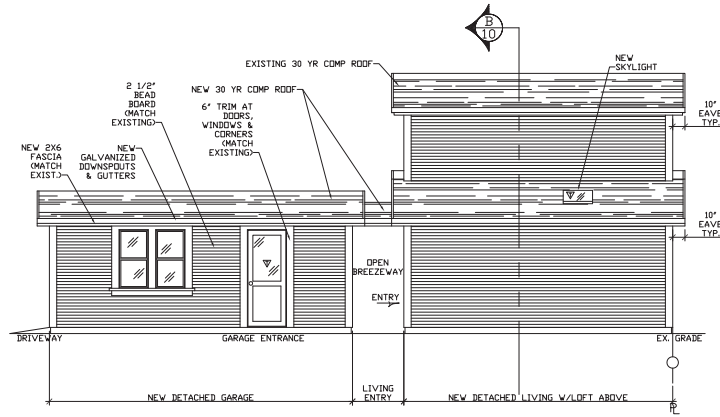 B
10
EXISTING 30 YR COMP ROOF
NEW
SKYLIGHT
2 1/2"
BEAD
BOARD
(MATCH
EXISTING)
NEW 30 YR COMP ROOF
6" TRIM AT
DOORS,
WINDOWS &
CORNERS
(MATCH
EXISTING)
10"
EAVE
TYP.
NEW 2X6
FASCIA
(MATCH
EXIST.)
NEW
GALVANIZED
DOWNSPOUTS
& GUTTERS
10"
EAVE
TYP.
OPEN
BREEZEWAY
ENTRY
DRIVEWAY
GARAGE ENTRANCE
EX. GRADE
NEW DETACHED GARAGE
LIVING
ENTRY
NEW DETACHED LIVING W/LOFT ABOVE
PL